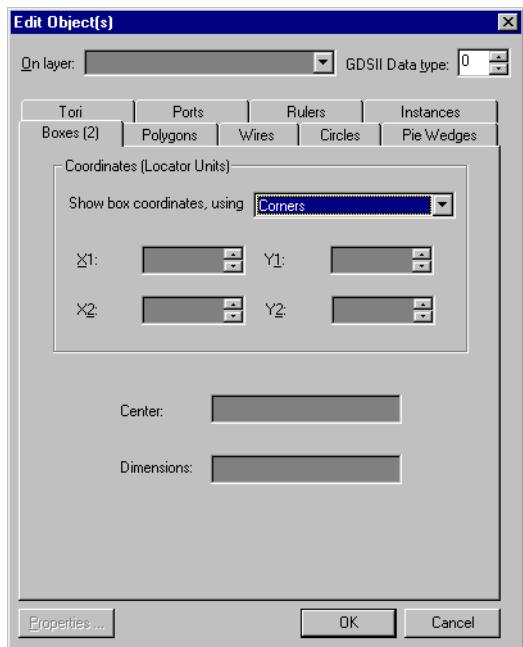 Edit Object(s)
On layer: GDSII Data type: 0
Tori Ports Rulers Instances
Boxes (2) Polygons Wires Circles Pie Wedges
Coordinates (Locator Units)
Show box coordinates, using Corners
X1: Y1:
X2: Y2:
Center:
Dimensions:
Properties ... OK Cancel